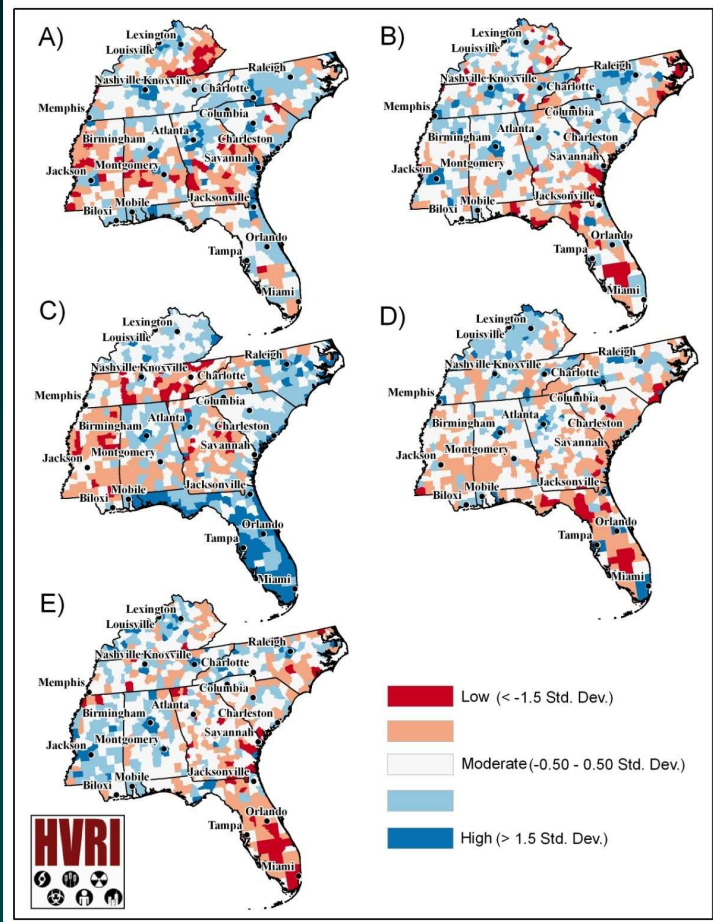 A)
Lexington
Louisville
Nashville Knoxville
Raleigh
Charlotte
Memphis
Columbia
Atlanta
Birmingham
Charleston
Savannah
Montgomery
Jackson
Jacksonville
Mobile
Biloxi
Orlando
Tampa
Miami
B)
Lexington
Louisville
Nashville Knoxville
Raleigh
Charlotte
Memphis
Columbia
Atlanta
Birmingham
Charleston
Savannah
Montgomery
Jackson
Jacksonville
Mobile
Biloxi
Orlando
Tampa
Miami
C)
Lexington
Louisville
Nashville Knoxville
Raleigh
Charlotte
Memphis
Columbia
Atlanta
Birmingham
Charleston
Savannah
Montgomery
Jackson
Jacksonville
Mobile
Biloxi
Orlando
Tampa
Miami
D)
Lexington
Louisville
Nashville Knoxville
Raleigh
Charlotte
Memphis
Columbia
Atlanta
Birmingham
Charleston
Savannah
Montgomery
Jackson
Jacksonville
Mobile
Biloxi
Orlando
Tampa
Miami
E)
Lexington
Louisville
Nashville Knoxville
Raleigh
Charlotte
Memphis
Columbia
Atlanta
Birmingham
Charleston
Savannah
Montgomery
Jackson
Jacksonville
Mobile
Biloxi
Orlando
Tampa
Miami
Low (< -1.5 Std. Dev.)
Moderate (-0.50 - 0.50 Std. Dev.)
High (> 1.5 Std. Dev.)
HVRI